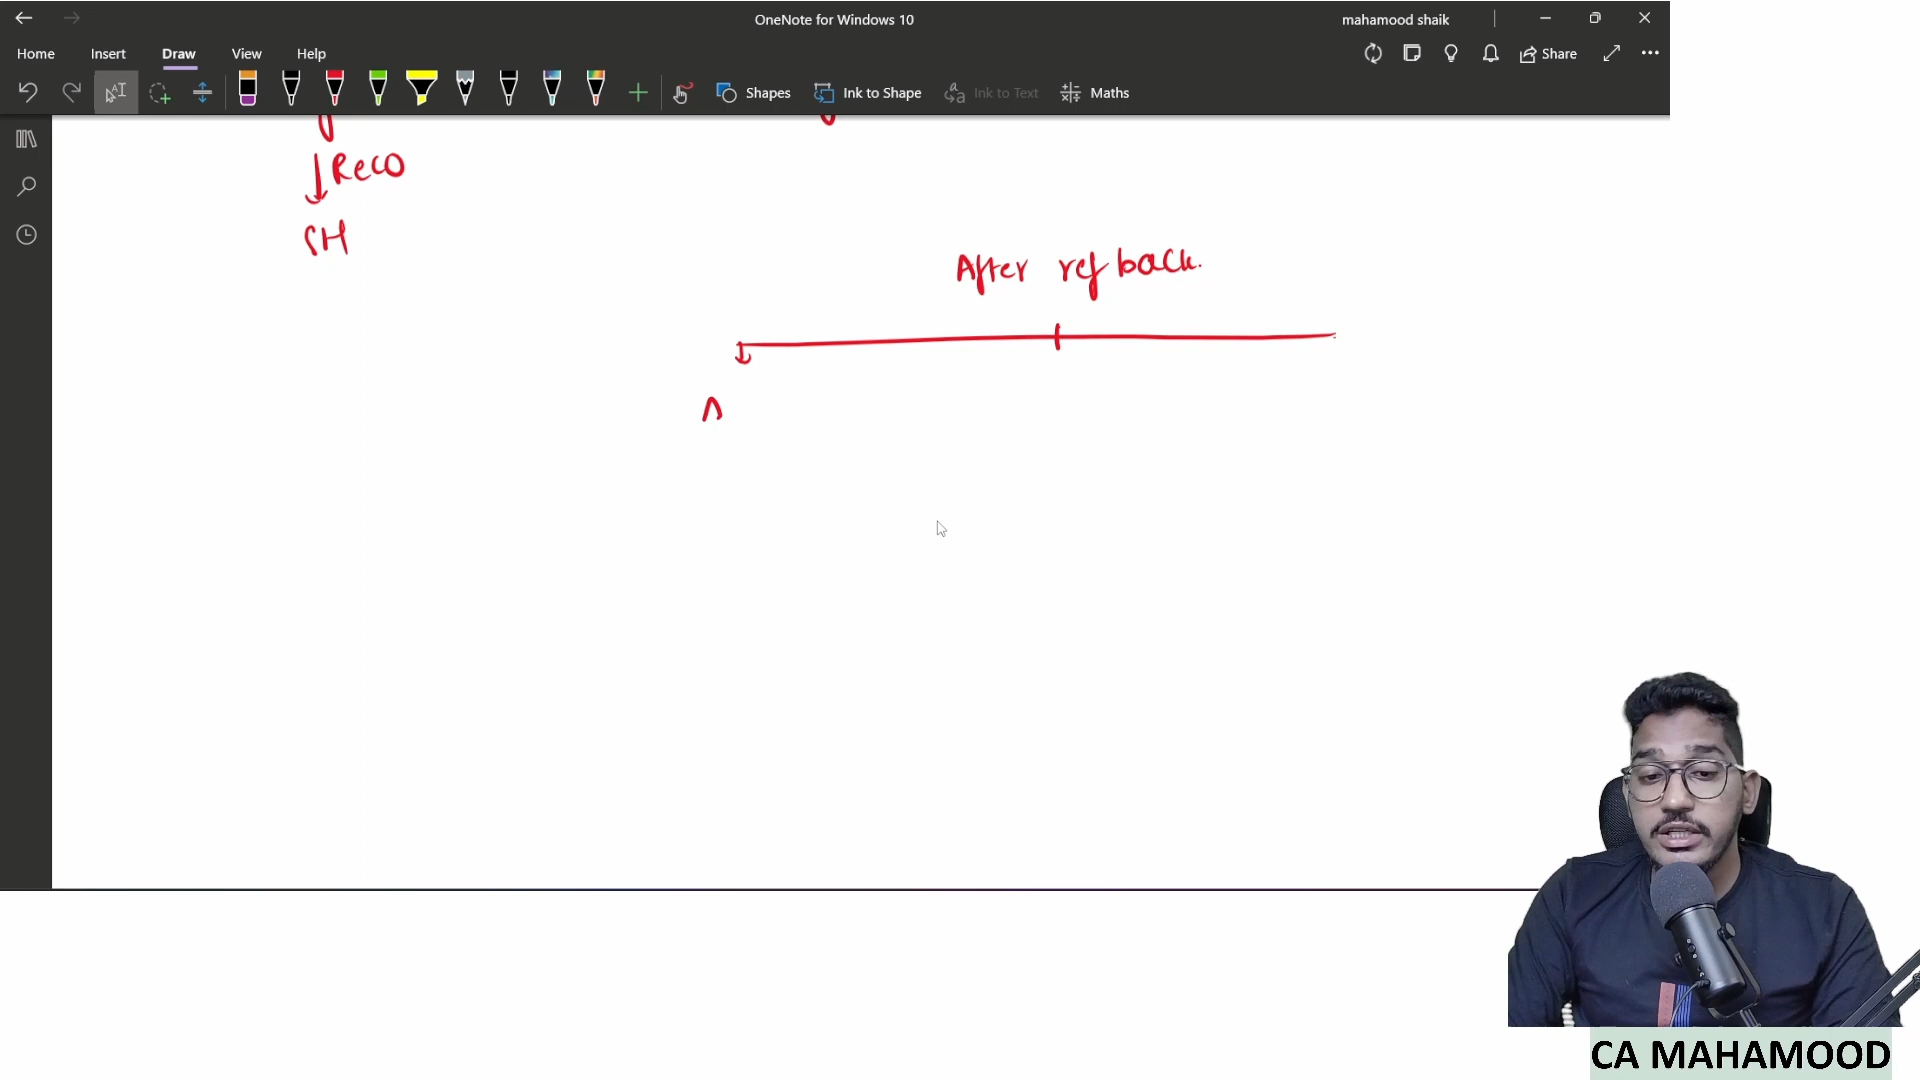 OneNote for Windows 10
mahamood shaik
Home Insert Draw View Help
Share
Shapes Ink to Shape Ink to Text Maths
Reco
SH
After ref back.
A
CA MAHAMOOD